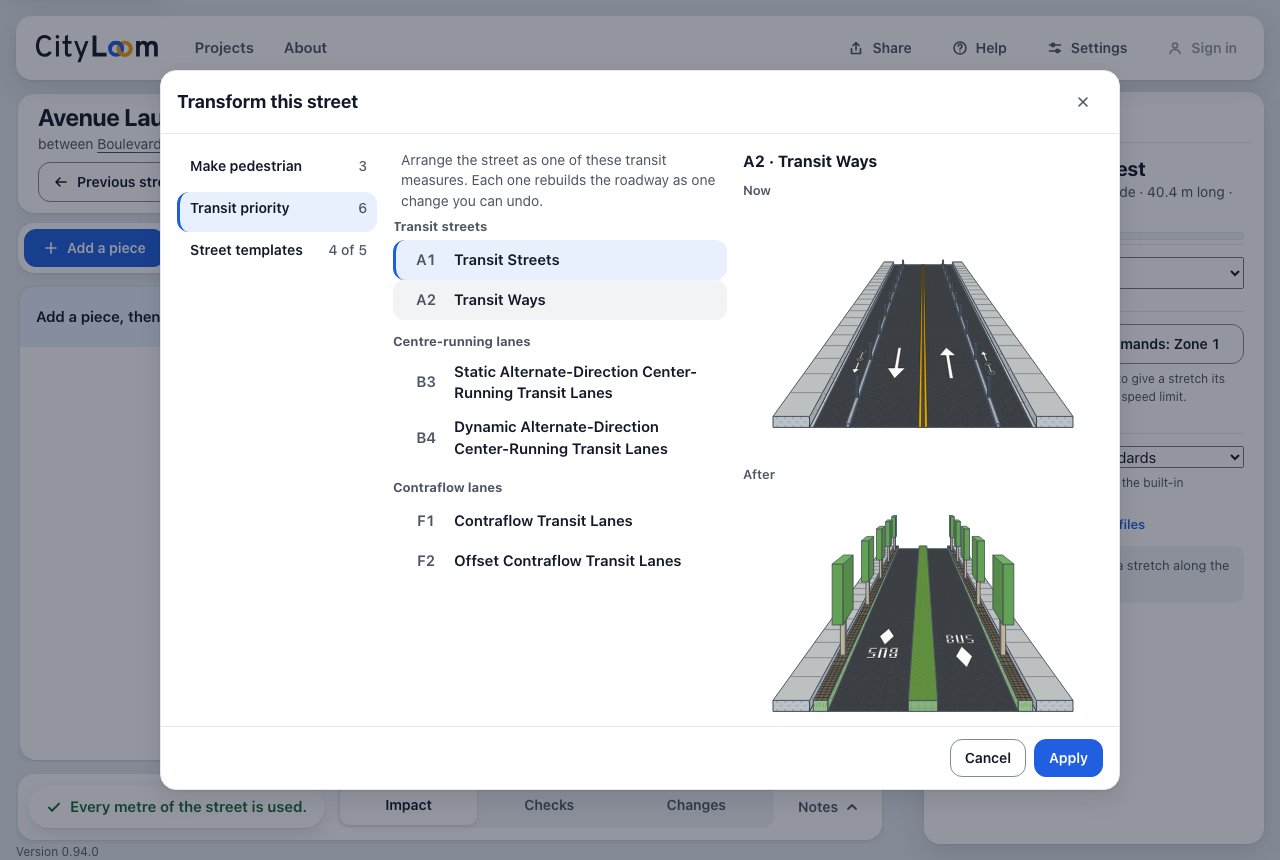 CityLoom
Projects
About
Share
Help
Settings
Sign in
Avenue Lau
between Boulevard
Previous stre
Add a piece
Add a piece, then
Transform this street
Make pedestrian 3
Transit priority 6
Street templates 4 of 5
Arrange the street as one of these transit
measures. Each one rebuilds the roadway as one
change you can undo.
Transit streets
A1 Transit Streets
A2 Transit Ways
Centre-running lanes
B3 Static Alternate-Direction Center-
Running Transit Lanes
B4 Dynamic Alternate-Direction
Center-Running Transit Lanes
Contraflow lanes
F1 Contraflow Transit Lanes
F2 Offset Contraflow Transit Lanes
A2 · Transit Ways
Now
After
BUS
BUS
Cancel
Apply
est
de · 40.4 m long ·
mands: Zone 1
o give a stretch its
speed limit.
dards
the built-in
files
a stretch along the
Every metre of the street is used.
Impact
Checks
Changes
Notes
Version 0.94.0